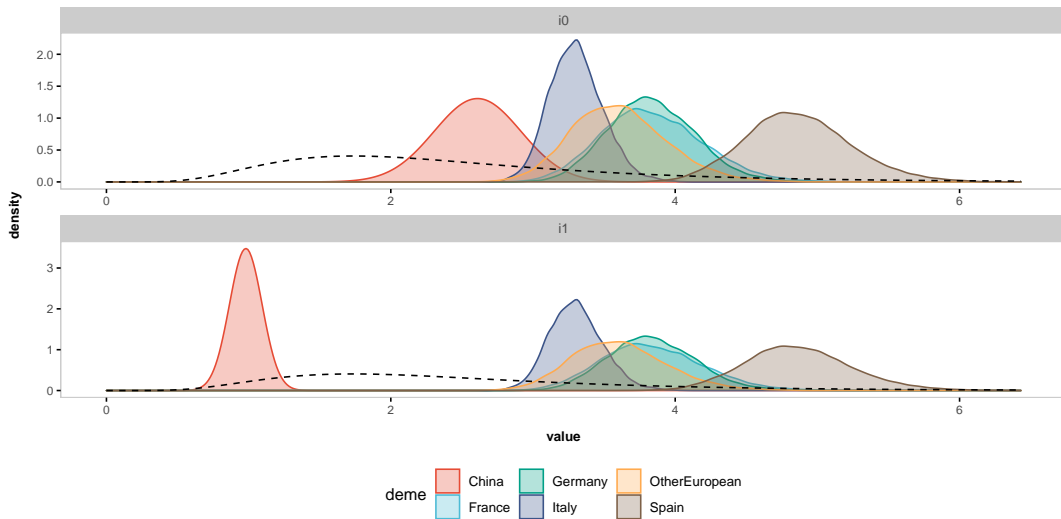 i0
2.0
1.5
1.0
0.5
0.0
0 2 4 6
i1
3
2
1
0
0 2 4 6
density
value
deme
China Germany OtherEuropean
France Italy Spain